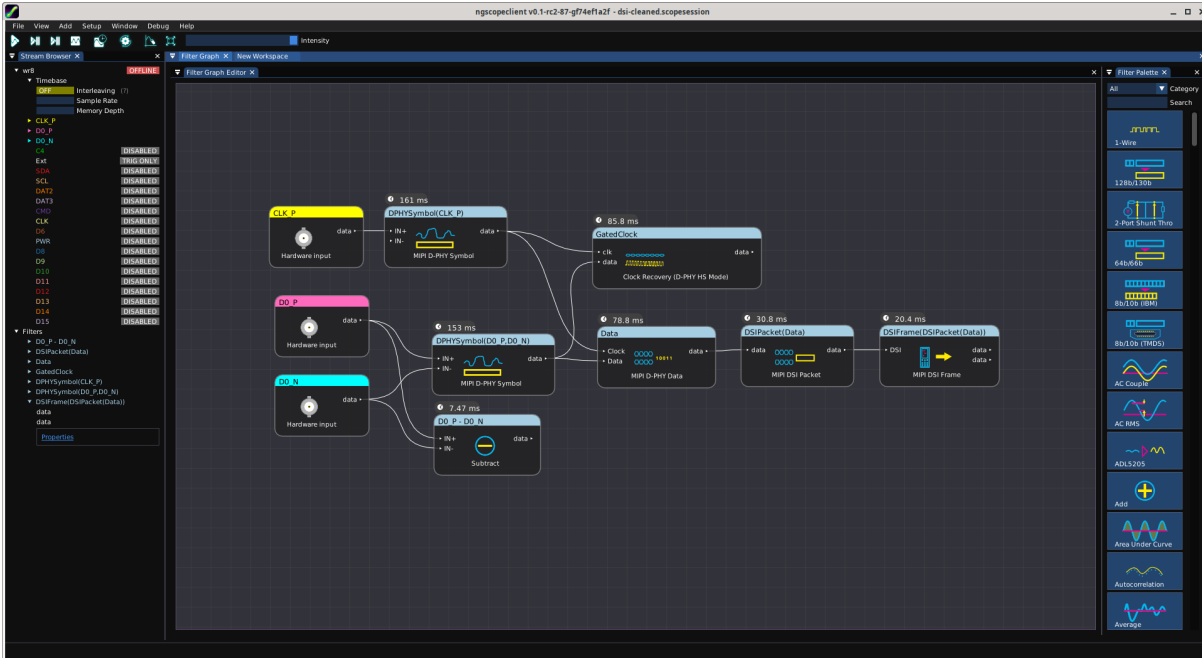 ngscopeclient v0.1-rc2-87-gf74ef1a2f - dsi-cleaned.scopesession
File View Add Setup Window Debug Help
Intensity
Stream Browser
wr8 OFFLINE
Timebase
OFF Interleaving (?)
Sample Rate
Memory Depth
CLK_P
D0_P
D0_N
C4 DISABLED
Ext TRIG ONLY
SDA DISABLED
SCL DISABLED
DAT2 DISABLED
DAT3 DISABLED
CMD DISABLED
CLK DISABLED
D6 DISABLED
PWR DISABLED
D8 DISABLED
D9 DISABLED
D10 DISABLED
D11 DISABLED
D12 DISABLED
D13 DISABLED
D14 DISABLED
D15 DISABLED
Filters
D0_P - D0_N
DSIPacket(Data)
Data
GatedClock
DPHYSymbol(CLK_P)
DPHYSymbol(D0_P,D0_N)
DSIFrame(DSIPacket(Data))
data
data
Properties
Filter Graph New Workspace
Filter Graph Editor
CLK_P
data
Hardware input
161 ms
DPHYSymbol(CLK_P)
IN+ data
IN-
MIPI D-PHY Symbol
85.8 ms
GatedClock
clk data
data
Clock Recovery (D-PHY HS Mode)
D0_P
data
Hardware input
D0_N
data
Hardware input
153 ms
DPHYSymbol(D0_P,D0_N)
IN+ data
IN-
MIPI D-PHY Symbol
7.47 ms
D0_P - D0_N
IN+ data
IN-
Subtract
78.8 ms
Data
Clock data
Data
10011
MIPI D-PHY Data
30.8 ms
DSIPacket(Data)
data data
MIPI DSI Packet
20.4 ms
DSIFrame(DSIPacket(Data))
DSI data
data
MIPI DSI Frame
Filter Palette
All Category
Search
1-Wire
128b/130b
2-Port Shunt Thro
64b/66b
8b/10b (IBM)
8b/10b (TMDS)
AC Couple
AC RMS
ADL5205
Add
Area Under Curve
Autocorrelation
Average